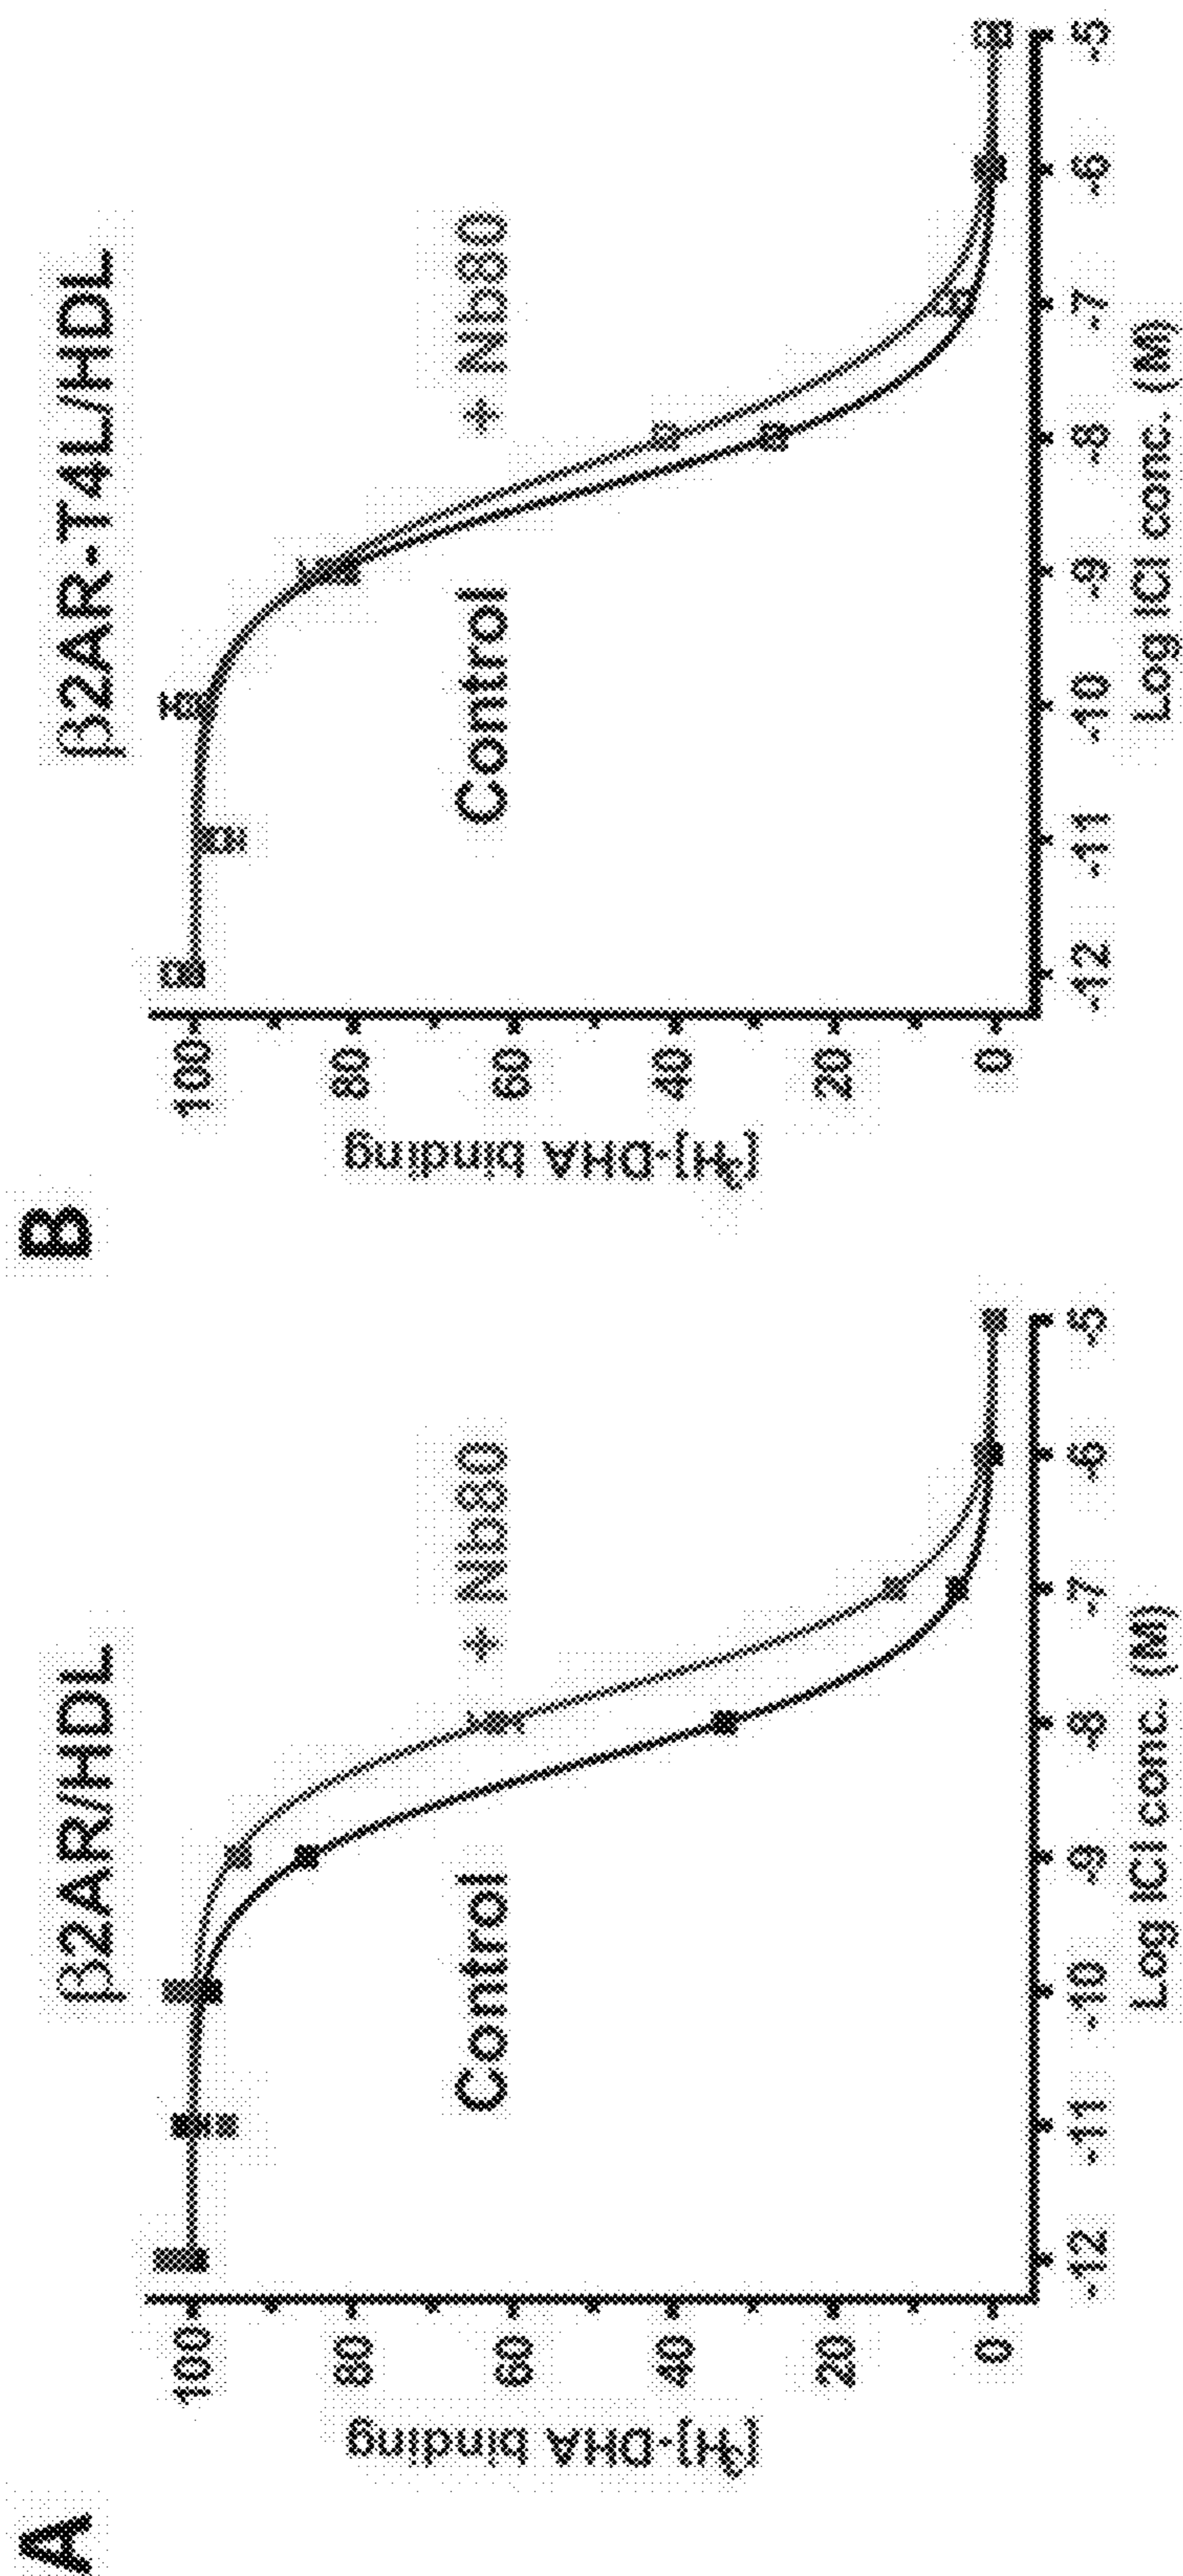 A
β2AR/HDL
[³H]-DHA binding
100
80
60
40
20
0
Control
+ Nb80
-12 -11 -10 -9 -8 -7 -6 -5
Log ICI conc. (M)
B
β2AR-T4L/HDL
[³H]-DHA binding
100
80
60
40
20
0
Control
+ Nb80
-12 -11 -10 -9 -8 -7 -6 -5
Log ICI conc. (M)